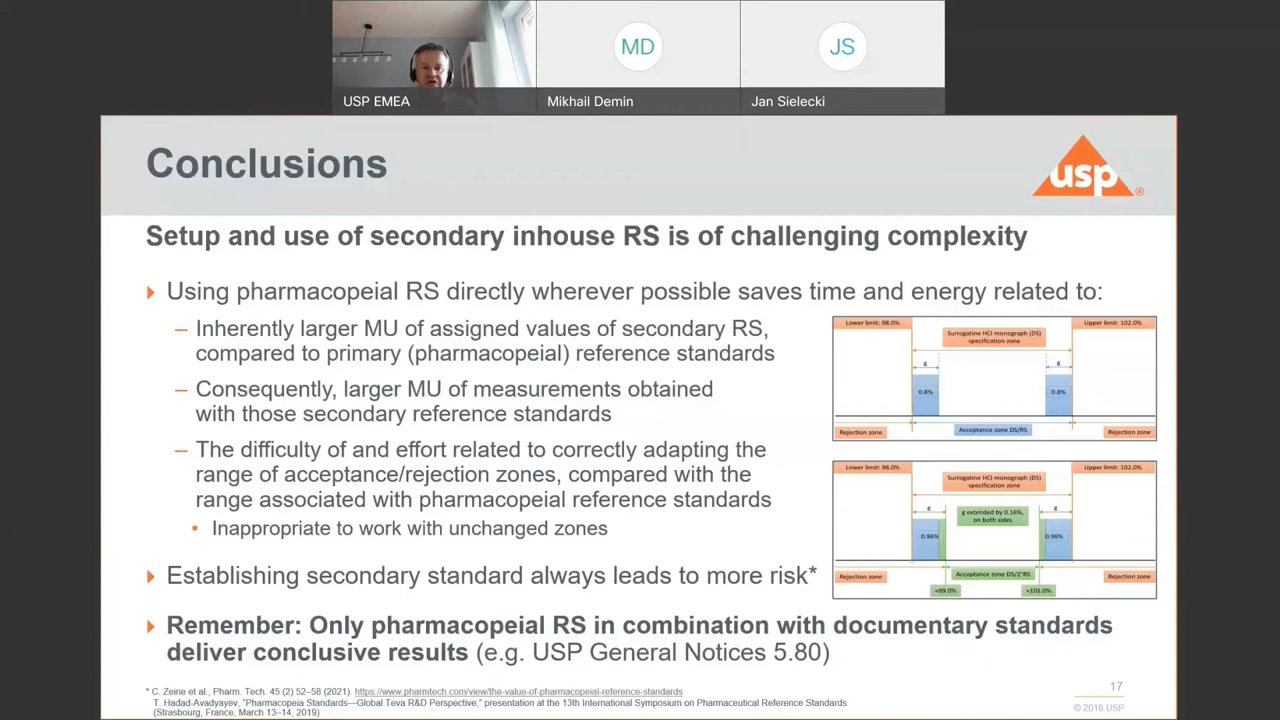 MD
JS
USP EMEA
Mikhail Demin
Jan Sielecki
Conclusions
usp
®
Setup and use of secondary inhouse RS is of challenging complexity
Using pharmacopeial RS directly wherever possible saves time and energy related to:
– Inherently larger MU of assigned values of secondary RS,
compared to primary (pharmacopeial) reference standards
– Consequently, larger MU of measurements obtained
with those secondary reference standards
– The difficulty of and effort related to correctly adapting the
range of acceptance/rejection zones, compared with the
range associated with pharmacopeial reference standards
• Inappropriate to work with unchanged zones
Establishing secondary standard always leads to more risk*
Remember: Only pharmacopeial RS in combination with documentary standards
deliver conclusive results (e.g. USP General Notices 5.80)
Lower limit: 98.0%
Upper limit: 102.0%
Surrogatine HCl monograph (DS)
specification zone
g
g
0.8%
0.8%
Rejection zone
Acceptance zone DS/RS
Rejection zone
Lower limit: 98.0%
Upper limit: 102.0%
Surrogatine HCl monograph (DS)
specification zone
g
g
g extended by 0.16%,
on both sides
0.96%
0.96%
Rejection zone
Acceptance zone DS/2°RS
Rejection zone
≈99.0%
≈101.0%
* C. Zeine et al., Pharm. Tech. 45 (2) 52–58 (2021). https://www.pharmtech.com/view/the-value-of-pharmacopeial-reference-standards
T. Hadad-Avadyayev, "Pharmacopeia Standards—Global Teva R&D Perspective," presentation at the 13th International Symposium on Pharmaceutical Reference Standards
(Strasbourg, France, March 13–14, 2019)
17
© 2018 USP